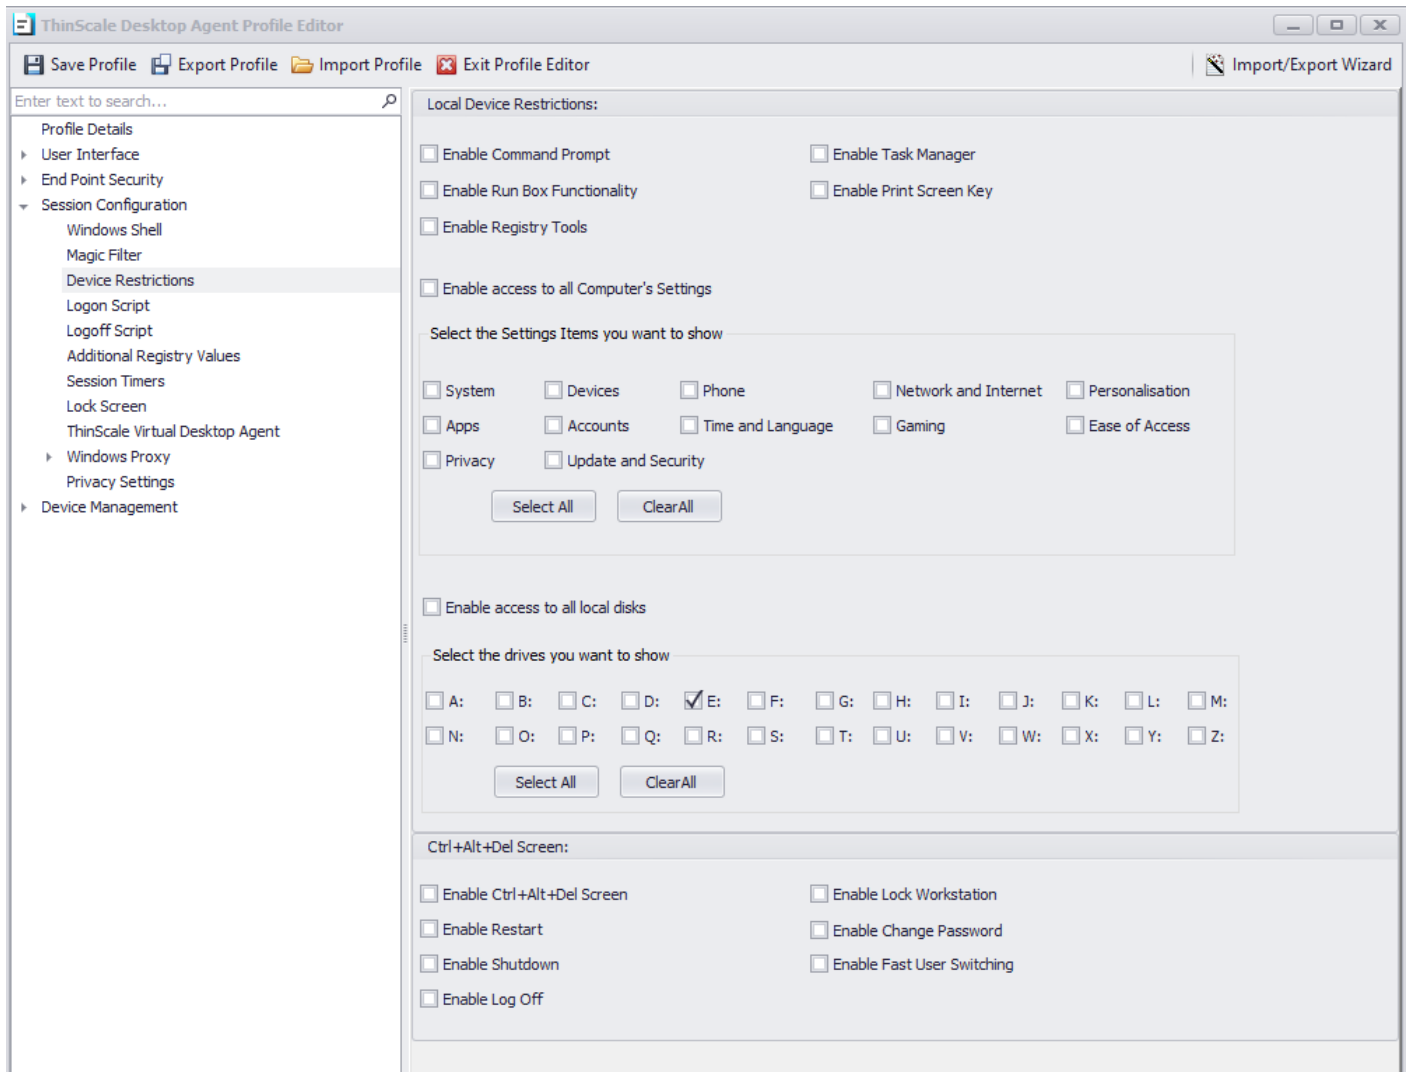 ThinScale Desktop Agent Profile Editor
Save Profile Export Profile Import Profile Exit Profile Editor Import/Export Wizard
Enter text to search...
Profile Details
User Interface
End Point Security
Session Configuration
Windows Shell
Magic Filter
Device Restrictions
Logon Script
Logoff Script
Additional Registry Values
Session Timers
Lock Screen
ThinScale Virtual Desktop Agent
Windows Proxy
Privacy Settings
Device Management
Local Device Restrictions:
Enable Command Prompt Enable Task Manager
Enable Run Box Functionality Enable Print Screen Key
Enable Registry Tools
Enable access to all Computer's Settings
Select the Settings Items you want to show
System Devices Phone Network and Internet Personalisation
Apps Accounts Time and Language Gaming Ease of Access
Privacy Update and Security
Select All ClearAll
Enable access to all local disks
Select the drives you want to show
A: B: C: D: E: F: G: H: I: J: K: L: M:
N: O: P: Q: R: S: T: U: V: W: X: Y: Z:
Select All ClearAll
Ctrl+Alt+Del Screen:
Enable Ctrl+Alt+Del Screen Enable Lock Workstation
Enable Restart Enable Change Password
Enable Shutdown Enable Fast User Switching
Enable Log Off